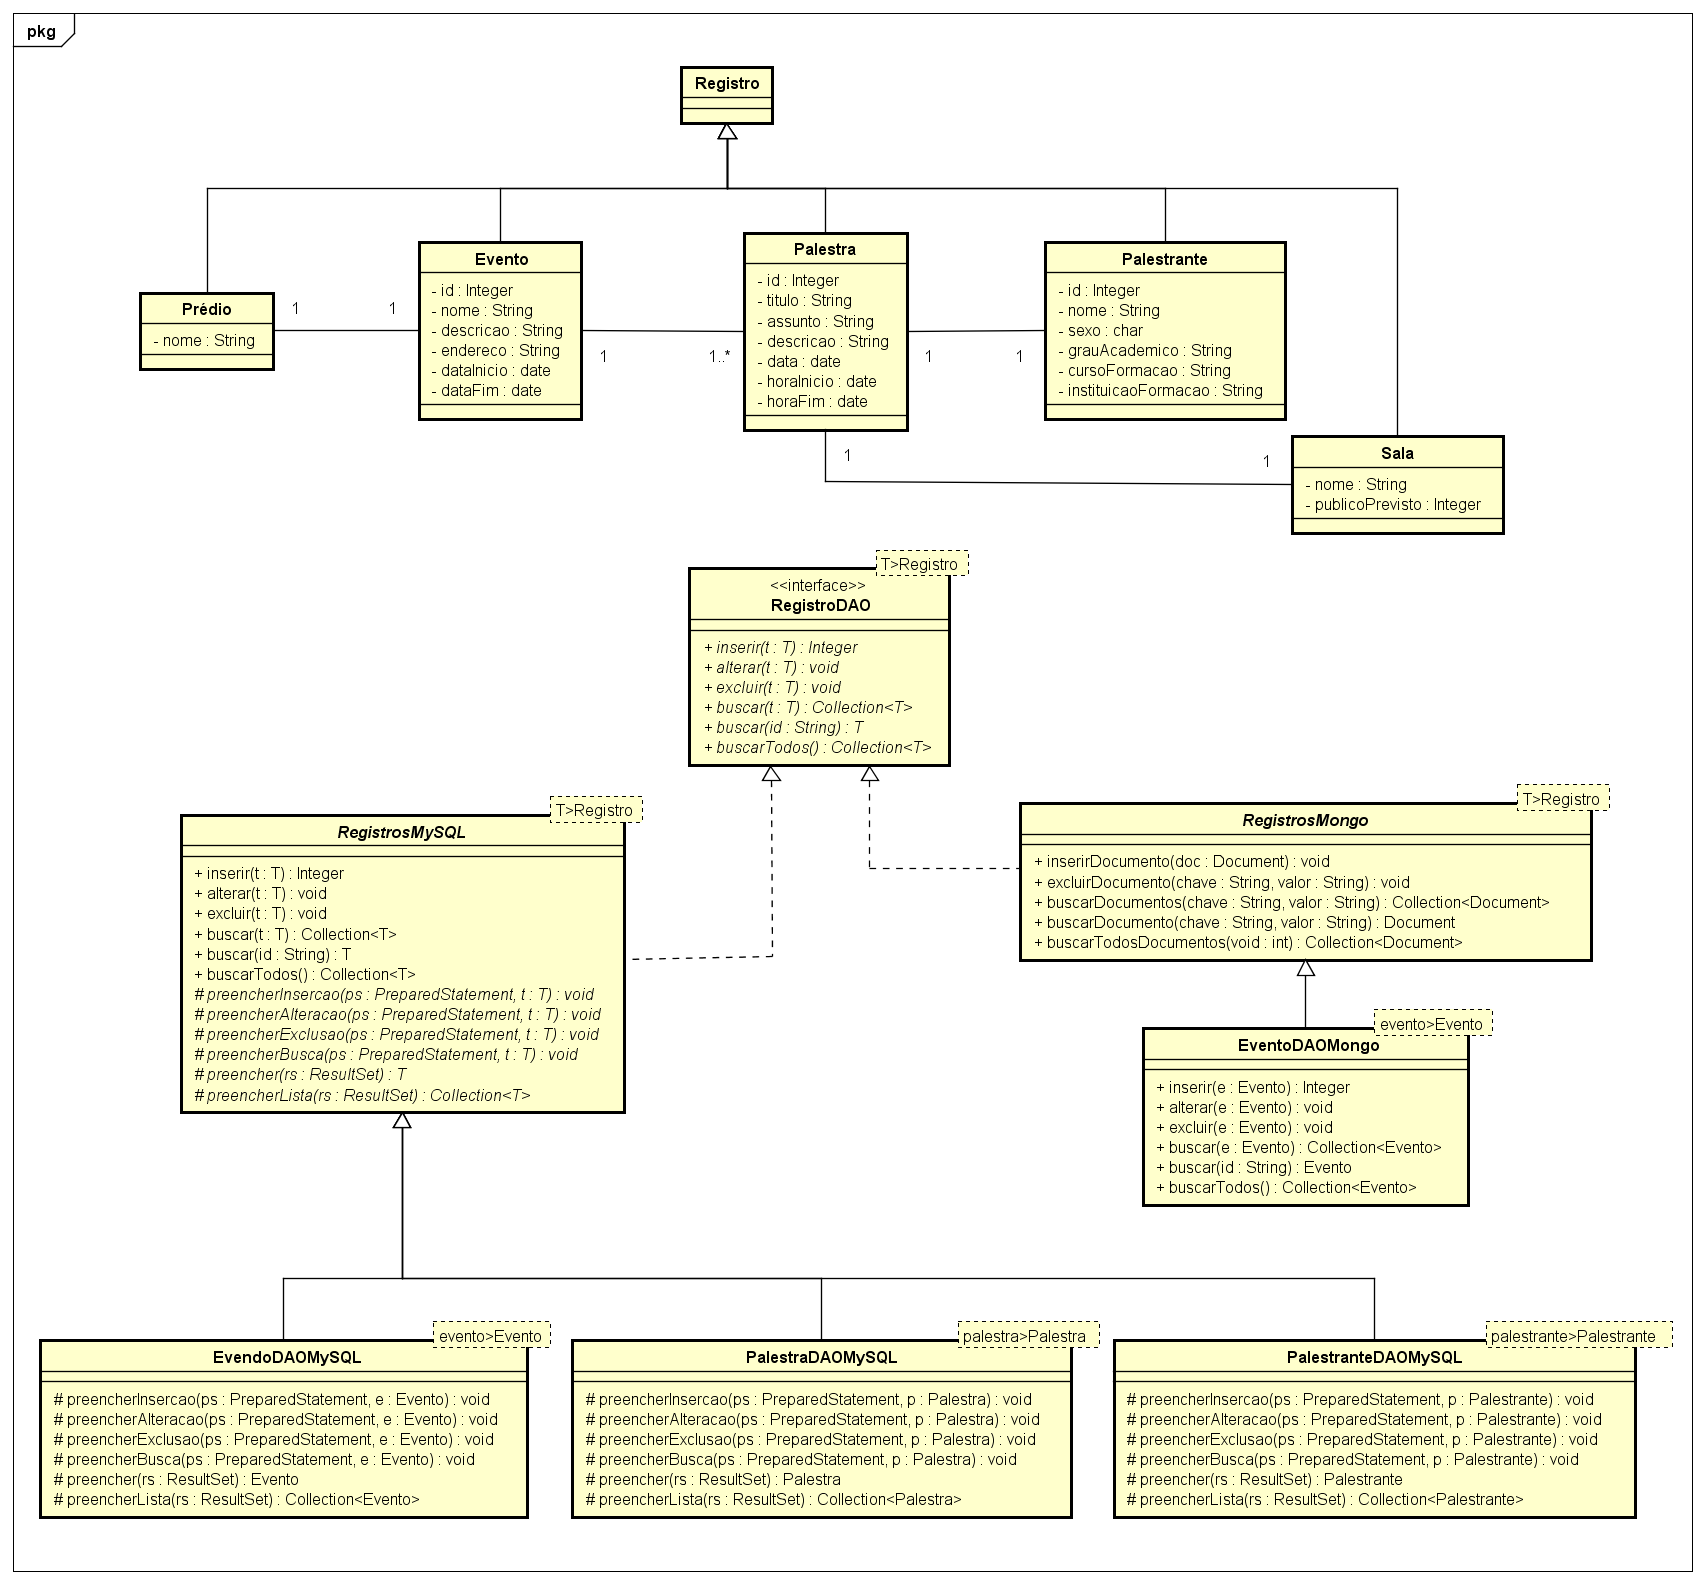 pkg
Registro
Prédio
- nome : String
1
1
Evento
- id : Integer
- nome : String
- descricao : String
- endereco : String
- dataInicio : date
- dataFim : date
1
1..*
Palestra
- id : Integer
- titulo : String
- assunto : String
- descricao : String
- data : date
- horaInicio : date
- horaFim : date
1
1
Palestrante
- id : Integer
- nome : String
- sexo : char
- grauAcademico : String
- cursoFormacao : String
- instituicaoFormacao : String
1
1
Sala
- nome : String
- publicoPrevisto : Integer
T>Registro
<<interface>>
RegistroDAO
+ inserir(t : T) : Integer
+ alterar(t : T) : void
+ excluir(t : T) : void
+ buscar(t : T) : Collection<T>
+ buscar(id : String) : T
+ buscarTodos() : Collection<T>
T>Registro
RegistrosMySQL
+ inserir(t : T) : Integer
+ alterar(t : T) : void
+ excluir(t : T) : void
+ buscar(t : T) : Collection<T>
+ buscar(id : String) : T
+ buscarTodos() : Collection<T>
# preencherInsercao(ps : PreparedStatement, t : T) : void
# preencherAlteracao(ps : PreparedStatement, t : T) : void
# preencherExclusao(ps : PreparedStatement, t : T) : void
# preencherBusca(ps : PreparedStatement, t : T) : void
# preencher(rs : ResultSet) : T
# preencherLista(rs : ResultSet) : Collection<T>
T>Registro
RegistrosMongo
+ inserirDocumento(doc : Document) : void
+ excluirDocumento(chave : String, valor : String) : void
+ buscarDocumentos(chave : String, valor : String) : Collection<Document>
+ buscarDocumento(chave : String, valor : String) : Document
+ buscarTodosDocumentos(void : int) : Collection<Document>
evento>Evento
EventoDAOMongo
+ inserir(e : Evento) : Integer
+ alterar(e : Evento) : void
+ excluir(e : Evento) : void
+ buscar(e : Evento) : Collection<Evento>
+ buscar(id : String) : Evento
+ buscarTodos() : Collection<Evento>
evento>Evento
EvendoDAOMySQL
# preencherInsercao(ps : PreparedStatement, e : Evento) : void
# preencherAlteracao(ps : PreparedStatement, e : Evento) : void
# preencherExclusao(ps : PreparedStatement, e : Evento) : void
# preencherBusca(ps : PreparedStatement, e : Evento) : void
# preencher(rs : ResultSet) : Evento
# preencherLista(rs : ResultSet) : Collection<Evento>
palestra>Palestra
PalestraDAOMySQL
# preencherInsercao(ps : PreparedStatement, p : Palestra) : void
# preencherAlteracao(ps : PreparedStatement, p : Palestra) : void
# preencherExclusao(ps : PreparedStatement, p : Palestra) : void
# preencherBusca(ps : PreparedStatement, p : Palestra) : void
# preencher(rs : ResultSet) : Palestra
# preencherLista(rs : ResultSet) : Collection<Palestra>
palestrante>Palestrante
PalestranteDAOMySQL
# preencherInsercao(ps : PreparedStatement, p : Palestrante) : void
# preencherAlteracao(ps : PreparedStatement, p : Palestrante) : void
# preencherExclusao(ps : PreparedStatement, p : Palestrante) : void
# preencherBusca(ps : PreparedStatement, p : Palestrante) : void
# preencher(rs : ResultSet) : Palestrante
# preencherLista(rs : ResultSet) : Collection<Palestrante>